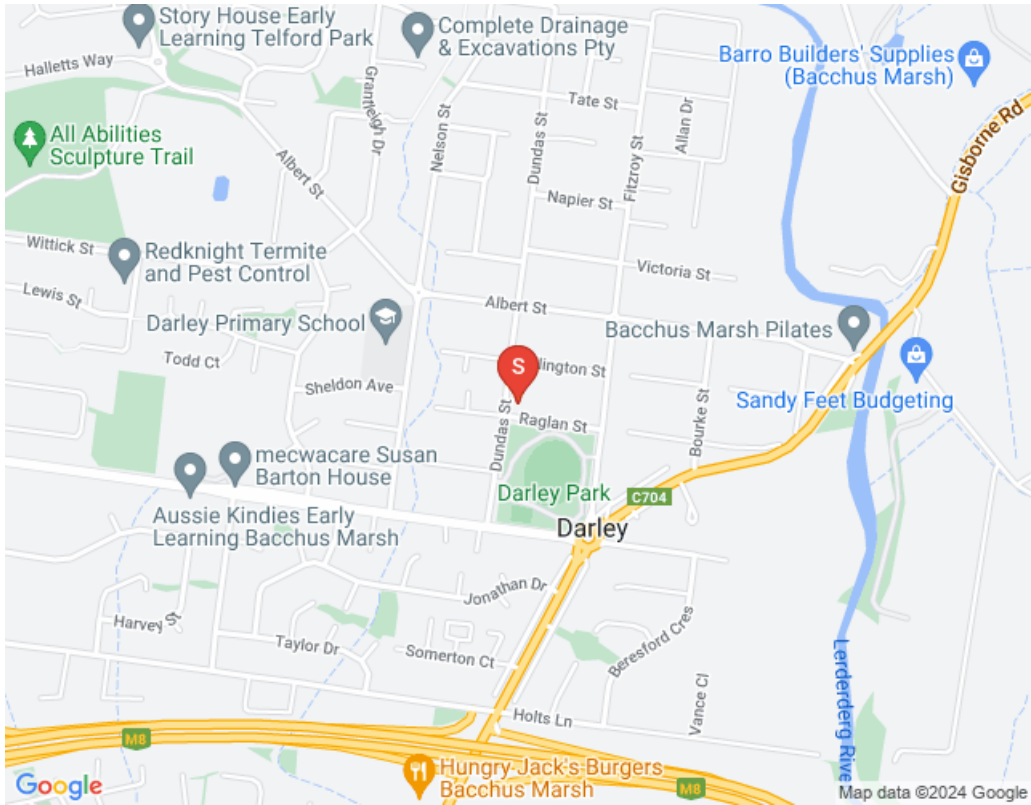 Story House Early
Learning Telford Park
Complete Drainage
& Excavations Pty
Barro Builders' Supplies
(Bacchus Marsh)
Halletts Way
Grantleigh Dr
Tate St
Allan Dr
Gisborne Rd
All Abilities
Sculpture Trail
Nelson St
Dundas St
Fitzroy St
Albert St
Napier St
Wittick St
Redknight Termite
and Pest Control
Victoria St
Lewis St
Albert St
Darley Primary School
Bacchus Marsh Pilates
Todd Ct
S
lington St
Sheldon Ave
Sandy Feet Budgeting
Dundas St
Raglan St
Bourke St
mecwacare Susan
Barton House
Darley Park
C704
Aussie Kindies Early
Learning Bacchus Marsh
Darley
Jonathan Dr
Harvey St
Taylor Dr
Somerton Ct
Beresford Cres
Vance Cl
Lerderderg River
Holts Ln
M8
Hungry Jack's Burgers
Bacchus Marsh
M8
Google
Map data ©2024 Google